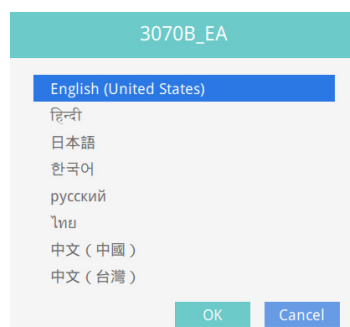 3070B_EA
English (United States)
हिन्दी
日本語
한국어
русский
ไทย
中文 ( 中國 )
中文 ( 台灣 )
OK
Cancel